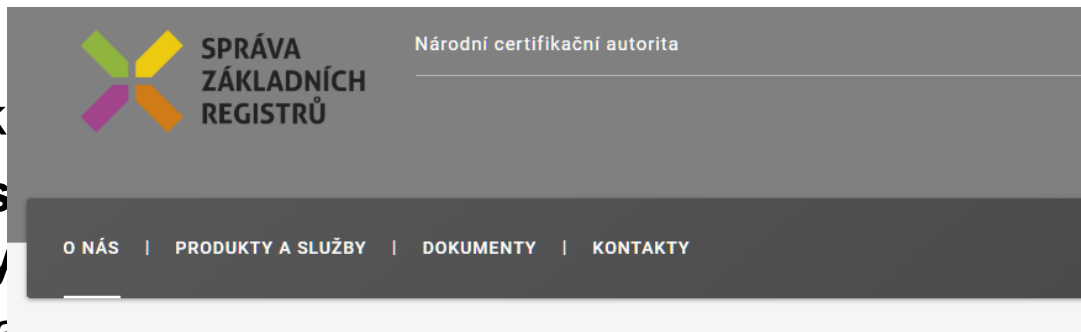 SPRÁVA
ZÁKLADNÍCH
REGISTRŮ
Národní certifikační autorita
O NÁS | PRODUKTY A SLUŽBY | DOKUMENTY | KONTAKTY